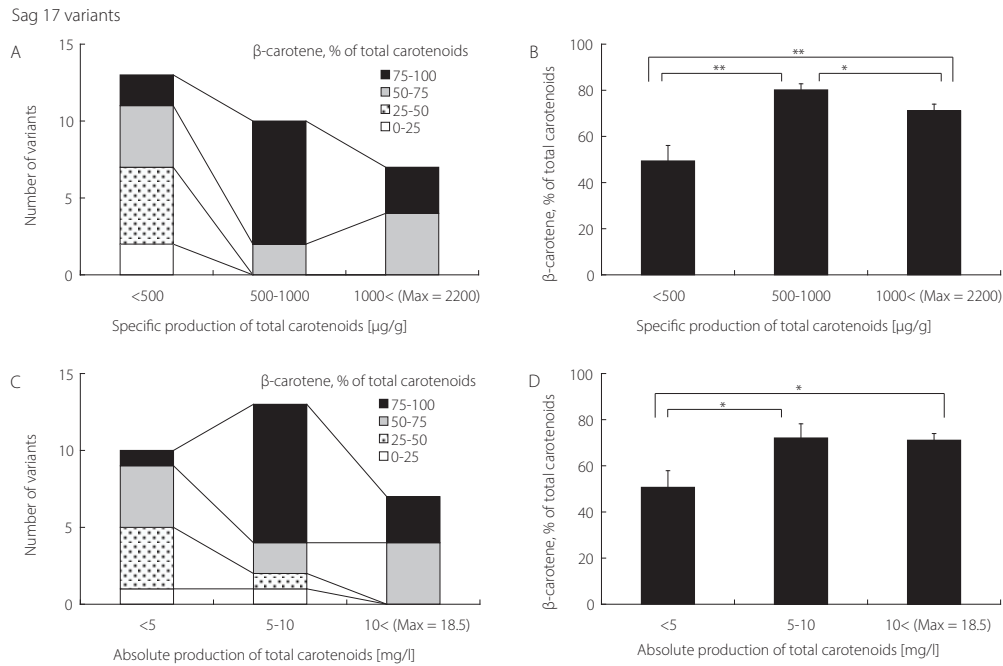 Sag 17 variants
A
β-carotene, % of total carotenoids
75-100
50-75
25-50
0-25
Number of variants
15
10
5
0
<500
500-1000
1000< (Max = 2200)
Specific production of total carotenoids [µg/g]
B
β-carotene, % of total carotenoids
100
80
60
40
20
0
**
**
*
<500
500-1000
1000< (Max = 2200)
Specific production of total carotenoids [µg/g]
C
β-carotene, % of total carotenoids
75-100
50-75
25-50
0-25
Number of variants
15
10
5
0
<5
5-10
10< (Max = 18.5)
Absolute production of total carotenoids [mg/l]
D
β-carotene, % of total carotenoids
100
80
60
40
20
0
*
*
<5
5-10
10< (Max = 18.5)
Absolute production of total carotenoids [mg/l]